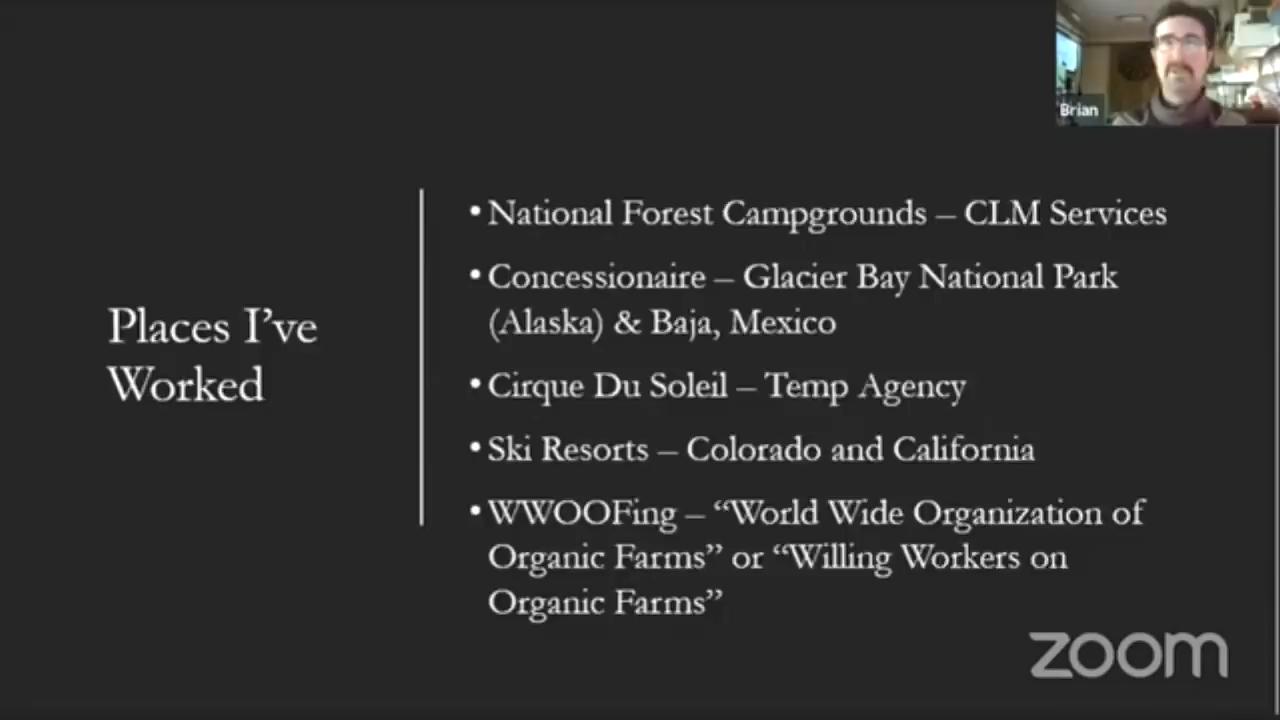 Brian
Places I’ve
Worked
• National Forest Campgrounds – CLM Services
• Concessionaire – Glacier Bay National Park
(Alaska) & Baja, Mexico
• Cirque Du Soleil – Temp Agency
• Ski Resorts – Colorado and California
• WWOOFing – “World Wide Organization of
Organic Farms” or “Willing Workers on
Organic Farms”
zoom